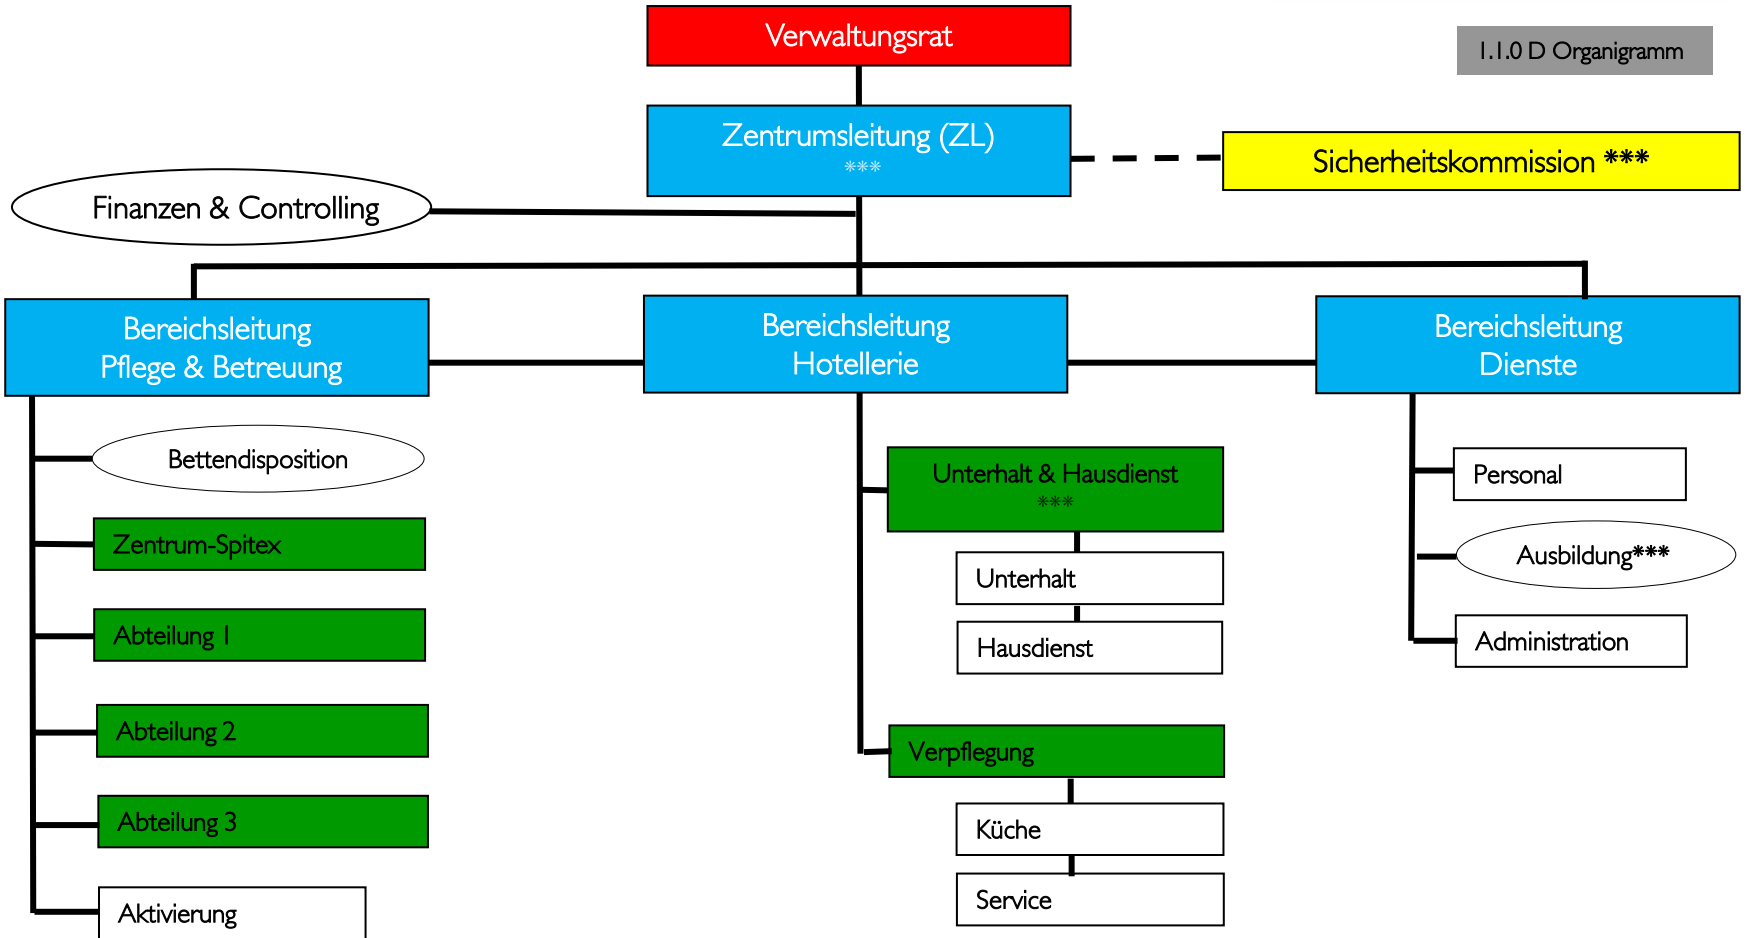 Verwaltungsrat
1.1.0 D Organigramm
Zentrumsleitung (ZL)
***
Sicherheitskommission ***
Finanzen & Controlling
Bereichsleitung
Pflege & Betreuung
Bereichsleitung
Hotellerie
Bereichsleitung
Dienste
Bettendisposition
Zentrum-Spitex
Abteilung 1
Abteilung 2
Abteilung 3
Aktivierung
Unterhalt & Hausdienst
***
Unterhalt
Hausdienst
Verpflegung
Küche
Service
Personal
Ausbildung***
Administration